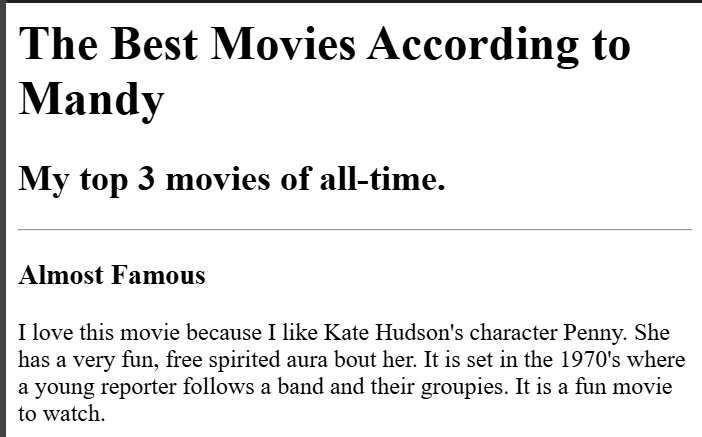 The Best Movies According to
Mandy
My top 3 movies of all-time.
Almost Famous
I love this movie because I like Kate Hudson's character Penny. She
has a very fun, free spirited aura bout her. It is set in the 1970's where
a young reporter follows a band and their groupies. It is a fun movie
to watch.